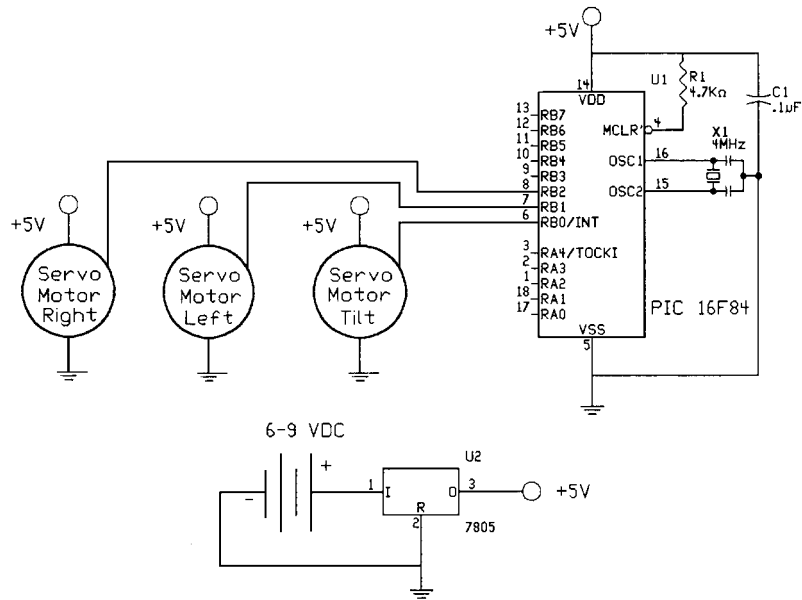 +5V
U1
R1
4.7KΩ
C1
.1µF
14
VDD
13 RB7
12 RB6
11 RB5
10 RB4
9 RB3
8 RB2
7 RB1
6 RB0/INT
3 RA4/TOCKI
2 RA3
1 RA2
18 RA1
17 RA0
MCLR' 4
X1
4MHz
OSC1 16
OSC2 15
VSS
5
PIC 16F84
+5V
Servo
Motor
Right
+5V
Servo
Motor
Left
+5V
Servo
Motor
Tilt
6-9 VDC
- +
U2
1 I O 3
R
2
7805
+5V